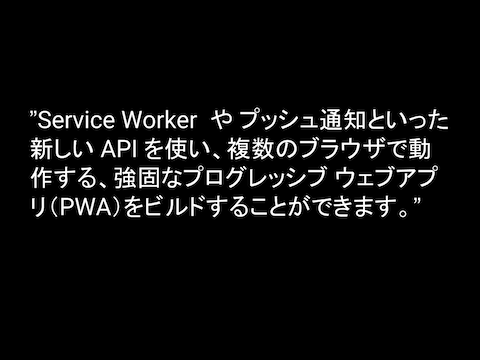 ”Service Worker や プッシュ通知といった
新しい API を使い、複数のブラウザで動
作する、強固なプログレッシブ ウェブアプ
リ（PWA）をビルドすることができます。”